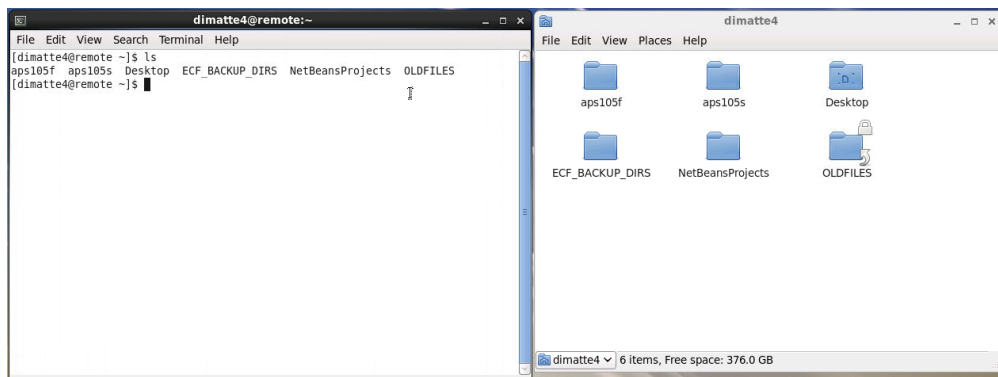 dimatte4@remote:~
File Edit View Search Terminal Help
[dimatte4@remote ~]$ ls
aps105f aps105s Desktop ECF_BACKUP_DIRS NetBeansProjects OLDFILES
[dimatte4@remote ~]$
dimatte4
File Edit View Places Help
aps105f aps105s Desktop
ECF_BACKUP_DIRS NetBeansProjects OLDFILES
dimatte4 6 items, Free space: 376.0 GB